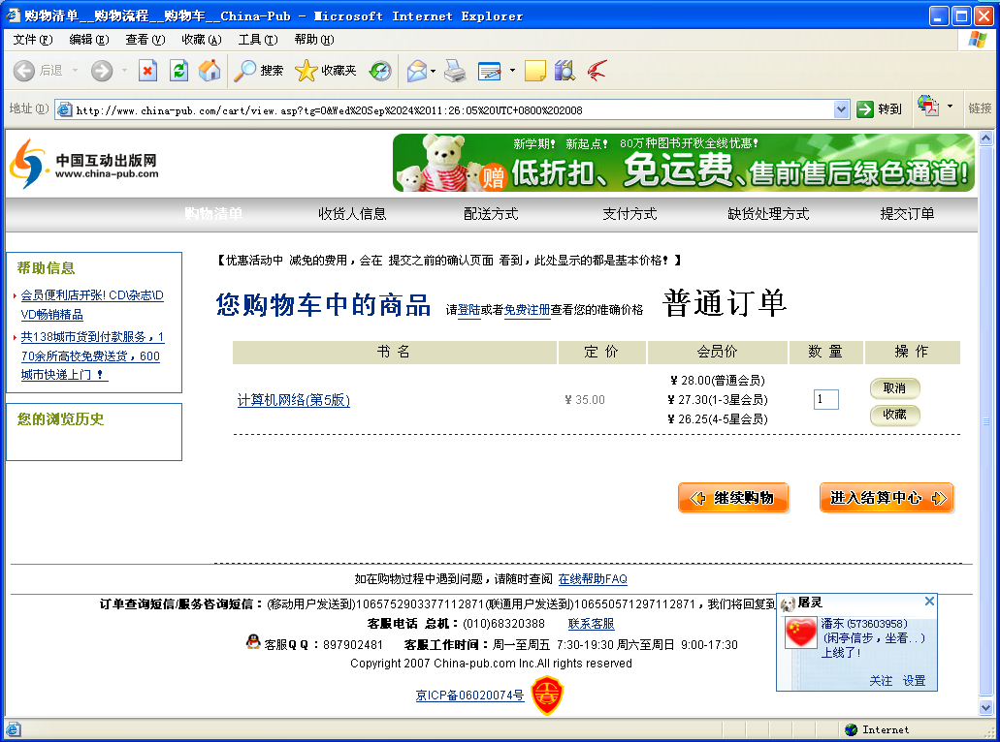 购物清单__购物流程__购物车__China-Pub - Microsoft Internet Explorer
文件(F) 编辑(E) 查看(V) 收藏(A) 工具(T) 帮助(H)
后退 搜索 收藏夹
地址(D) http://www.china-pub.com/cart/view.asp?tg=0&Wed%20Sep%2024%2011:26:05%20UTC+0800%202008 转到 链接
中国互动出版网
www.china-pub.com
新学期！ 新起点！ 80万种图书开秋全线优惠！
赠 低折扣、免运费、售前售后绿色通道！
购物清单 收货人信息 配送方式 支付方式 缺货处理方式 提交订单
帮助信息
会员便利店开张! CD\杂志\D
VD畅销精品
共138城市货到付款服务，1
70余所高校免费送货，600
城市快递上门 ！
您的浏览历史
【优惠活动中 减免的费用，会在 提交之前的确认页面 看到，此处显示的都是基本价格！】
您购物车中的商品 请登陆或者免费注册查看您的准确价格 普通订单
书 名 定 价 会员价 数 量 操 作
计算机网络(第5版) ¥ 35.00 ¥ 28.00(普通会员) 1 取消
¥ 27.30(1-3星会员)
¥ 26.25(4-5星会员) 收藏
继续购物 进入结算中心
如在购物过程中遇到问题，请随时查阅 在线帮助FAQ
订单查询短信/服务咨询短信：(移动用户发送到)1065752903377112871(联通用户发送到)106550571297112871，我们将回复到
客服电话 总机：(010)68320388 联系客服
客服Q Q ：897902481 客服工作时间：周一至周五 7:30-19:30 周六至周日 9:00-17:30
Copyright 2007 China-pub.com Inc.All rights reserved
京ICP备06020074号
屠灵
潘东(573603958)
(闲亭信步，坐看..)
上线了!
关注 设置
Internet